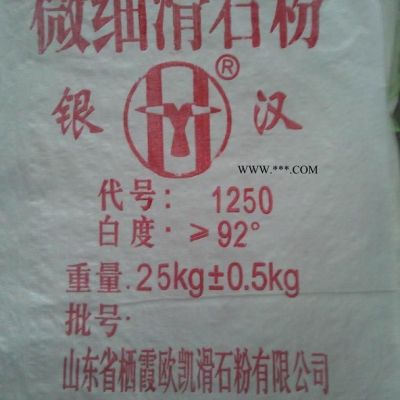 微细滑石粉
银 ® 汉
WWW.***.COM
代号: 1250
白度·≥92°
重量.25kg±0.5kg
批号·
山东省栖霞欧凯滑石粉有限公司